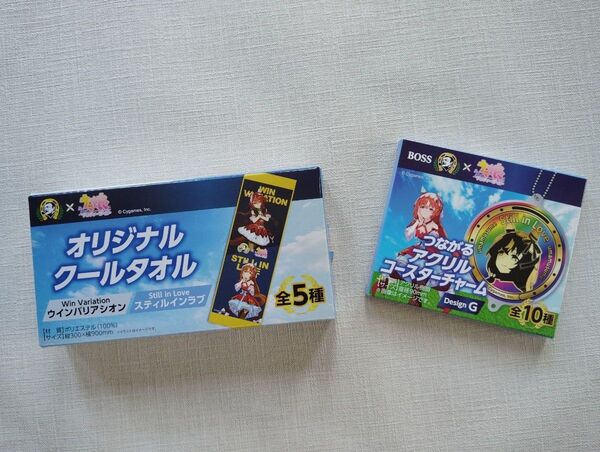 ×
© Cygames, Inc.
オリジナル
クールタオル
WIN
VARIATION
STILL IN
LOVE
Win Variation
ウインバリアシオン
Still in Love
スティルインラブ
全5種
【材 質】ポリエステル(100%)
【サイズ】縦300×横900mm
BOSS
×
© Cygames, Inc.
Still in Love
つながる
アクリル
コースターチャーム
Design G
全10種